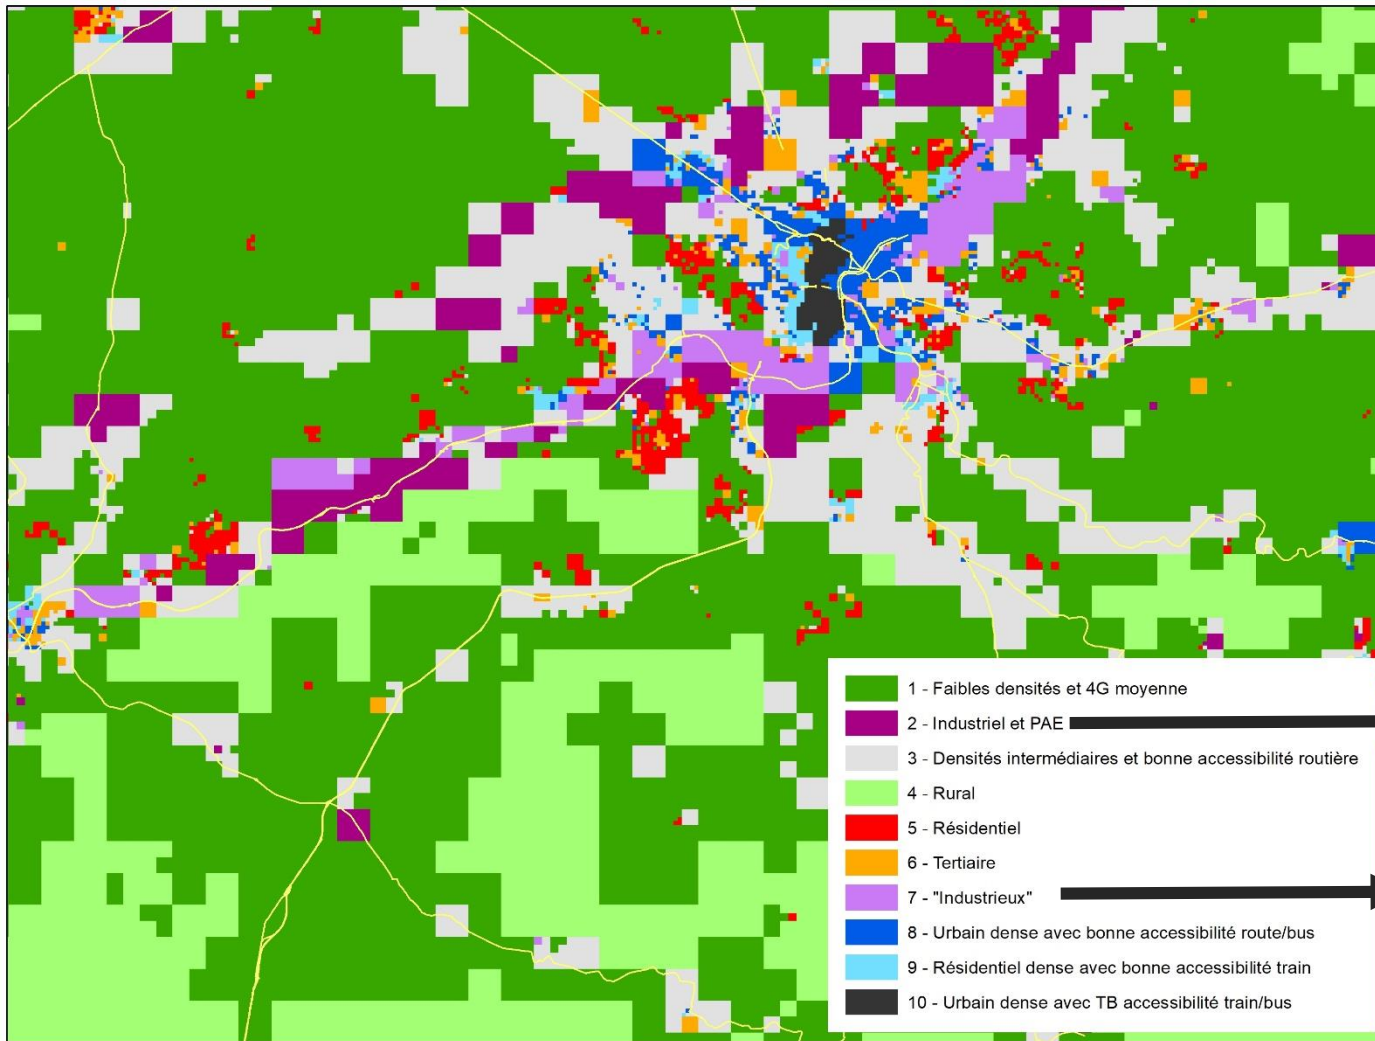 1 - Faibles densités et 4G moyenne
2 - Industriel et PAE
3 - Densités intermédiaires et bonne accessibilité routière
4 - Rural
5 - Résidentiel
6 - Tertiaire
7 - "Industrieux"
8 - Urbain dense avec bonne accessibilité route/bus
9 - Résidentiel dense avec bonne accessibilité train
10 - Urbain dense avec TB accessibilité train/bus